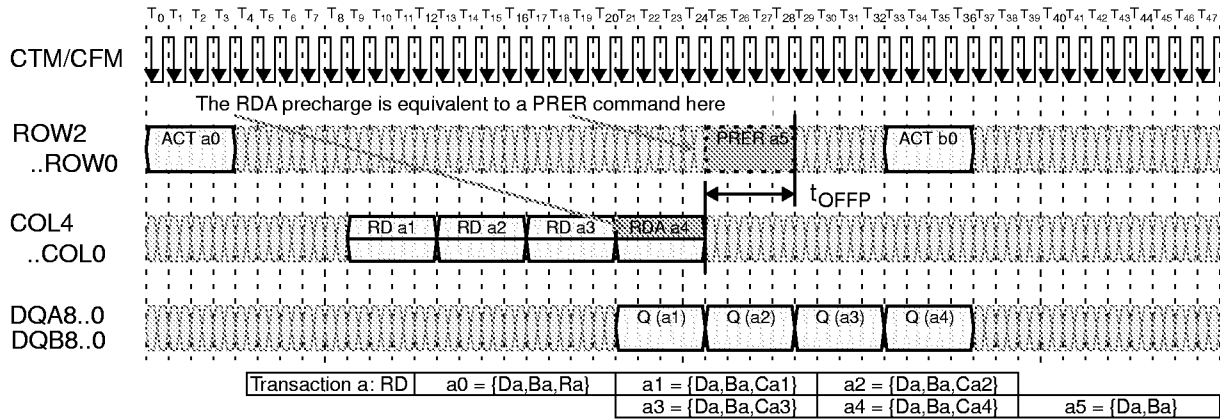 T0 T1 T2 T3 T4 T5 T6 T7 T8 T9 T10 T11 T12 T13 T14 T15 T16 T17 T18 T19 T20 T21 T22 T23 T24 T25 T26 T27 T28 T29 T30 T31 T32 T33 T34 T35 T36 T37 T38 T39 T40 T41 T42 T43 T44 T45 T46 T47
CTM/CFM
The RDA precharge is equivalent to a PRER command here
ROW2
..ROW0
ACT a0
PRER a5
ACT b0
tOFFP
COL4
..COL0
RD a1
RD a2
RD a3
RDA a4
DQA8..0
DQB8..0
Q (a1)
Q (a2)
Q (a3)
Q (a4)
Transaction a: RD
a0 = {Da,Ba,Ra}
a1 = {Da,Ba,Ca1}
a2 = {Da,Ba,Ca2}
a3 = {Da,Ba,Ca3}
a4 = {Da,Ba,Ca4}
a5 = {Da,Ba}